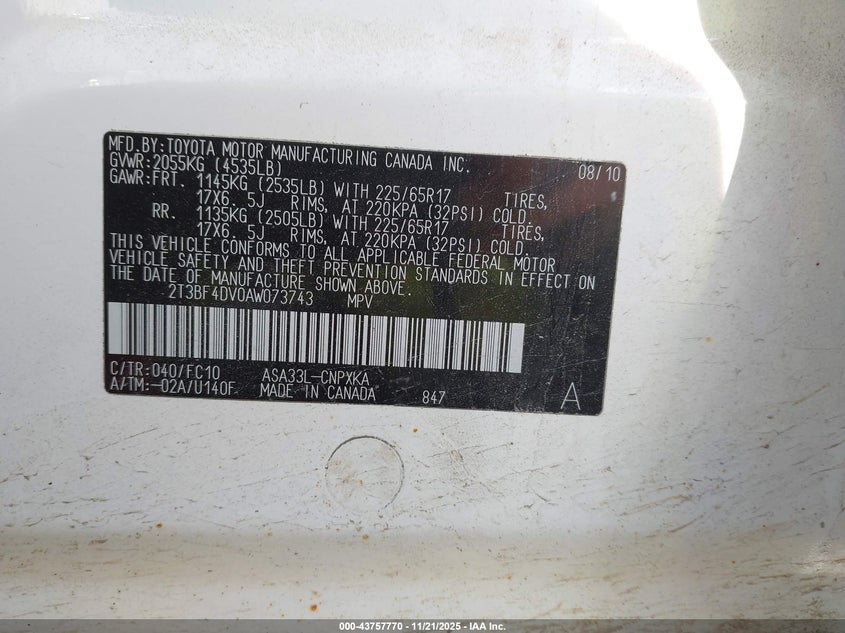 MFD.BY:TOYOTA MOTOR MANUFACTURING CANADA INC.
GVWR:2055KG (4535LB) 08/10
GAWR:FRT. 1145KG (2535LB) WITH 225/65R17 TIRES,
17X6. 5J RIMS, AT 220KPA (32PSI) COLD.
RR. 1135KG (2505LB) WITH 225/65R17 TIRES,
17X6. 5J RIMS, AT 220KPA (32PSI) COLD.
THIS VEHICLE CONFORMS TO ALL APPLICABLE FEDERAL MOTOR
VEHICLE SAFETY AND THEFT PREVENTION STANDARDS IN EFFECT ON
THE DATE OF MANUFACTURE SHOWN ABOVE.
2T3BF4DV0AW073743 MPV
C/TR:040/FC10 ASA33L-CNPXKA
A/TM:-02A/U140F MADE IN CANADA 847 A
000-43757770 - 11/21/2025 - IAA Inc.